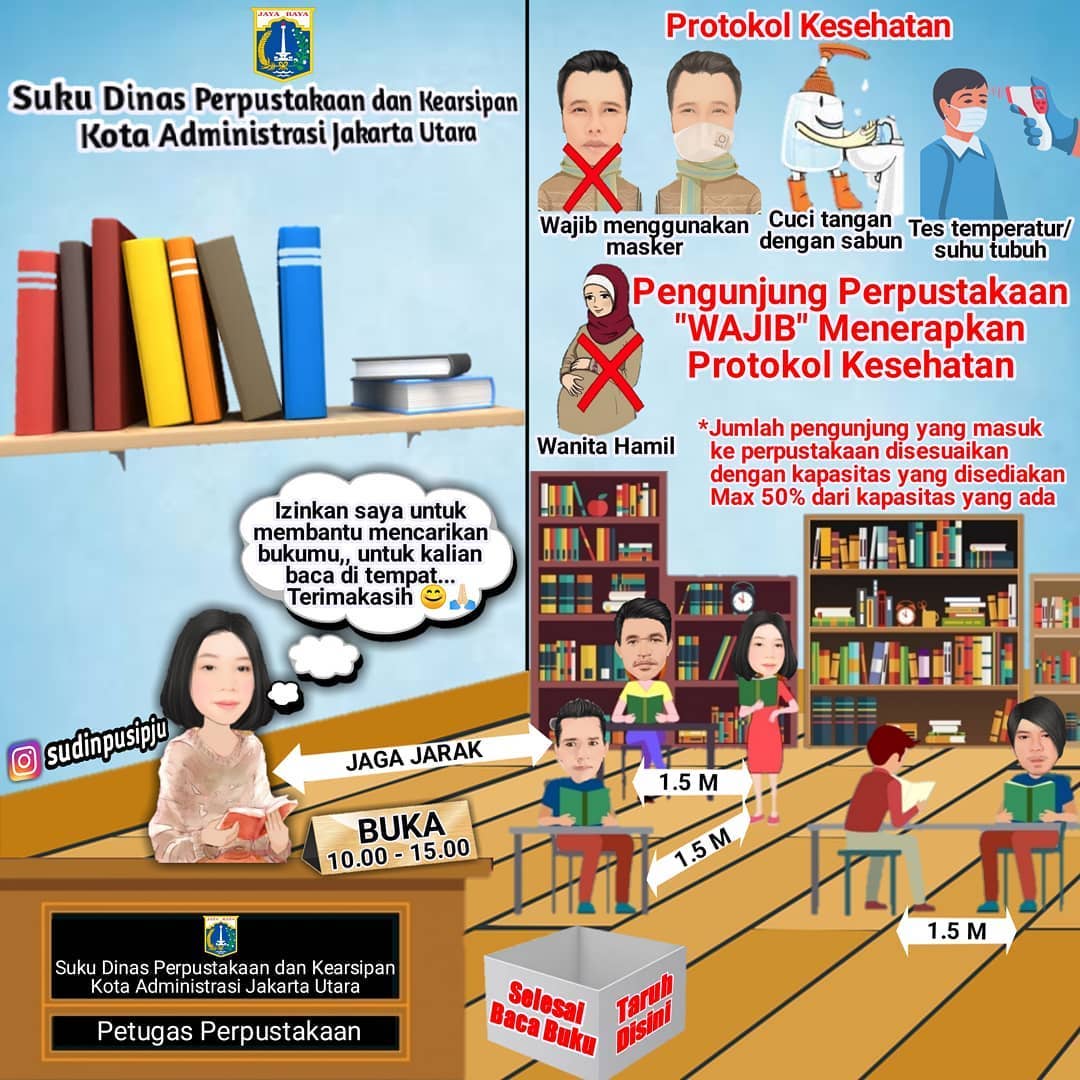 JAYA RAYA
Suku Dinas Perpustakaan dan Kearsipan
Kota Administrasi Jakarta Utara
Protokol Kesehatan
Wajib menggunakan
masker
Cuci tangan
dengan sabun
Tes temperatur/
suhu tubuh
Pengunjung Perpustakaan
"WAJIB" Menerapkan
Protokol Kesehatan
Wanita Hamil
*Jumlah pengunjung yang masuk
ke perpustakaan disesuaikan
dengan kapasitas yang disediakan
Max 50% dari kapasitas yang ada
Izinkan saya untuk
membantu mencarikan
bukumu,, untuk kalian
baca di tempat...
Terimakasih 😊🙏🏻
sudinpusipju
JAGA JARAK
1.5 M
1.5 M
1.5 M
BUKA
10.00 - 15.00
JAYA RAYA
Suku Dinas Perpustakaan dan Kearsipan
Kota Administrasi Jakarta Utara
Petugas Perpustakaan
Selesai
Baca Buku
Taruh
Disini